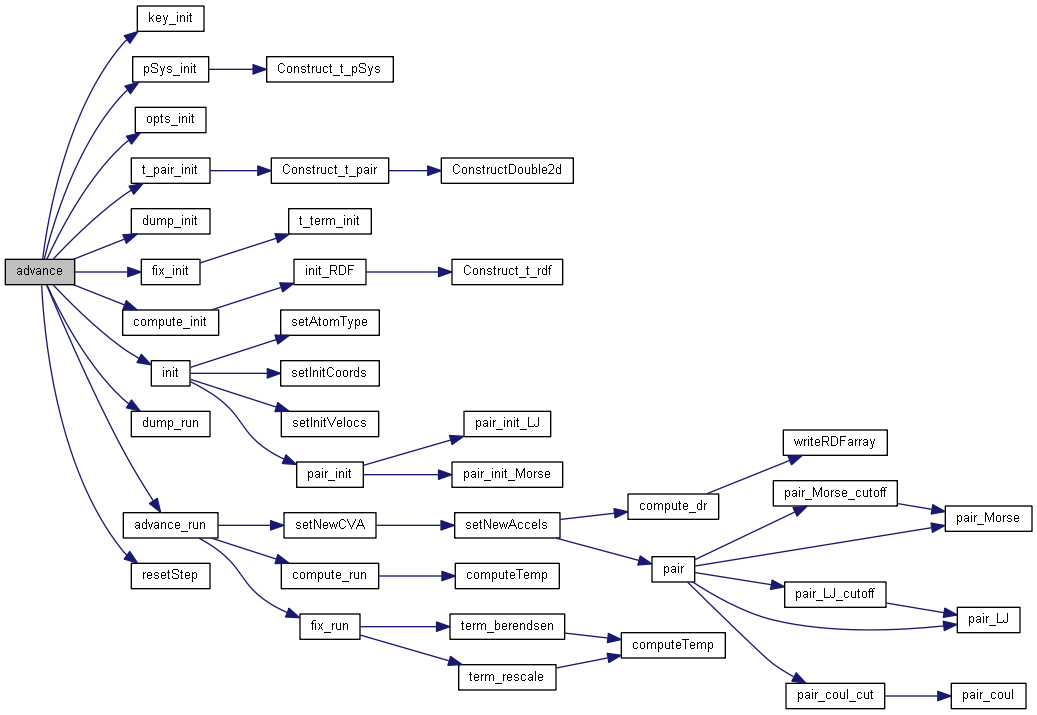 key_init
pSys_init
Construct_t_pSys
opts_init
t_pair_init
Construct_t_pair
ConstructDouble2d
dump_init
t_term_init
advance
fix_init
init_RDF
Construct_t_rdf
compute_init
setAtomType
init
setInitCoords
dump_run
setInitVelocs
pair_init_LJ
pair_init
pair_init_Morse
writeRDFarray
pair_Morse_cutoff
compute_dr
pair_Morse
advance_run
setNewCVA
setNewAccels
resetStep
compute_run
computeTemp
pair
pair_LJ_cutoff
pair_LJ
fix_run
term_berendsen
computeTemp
term_rescale
pair_coul_cut
pair_coul